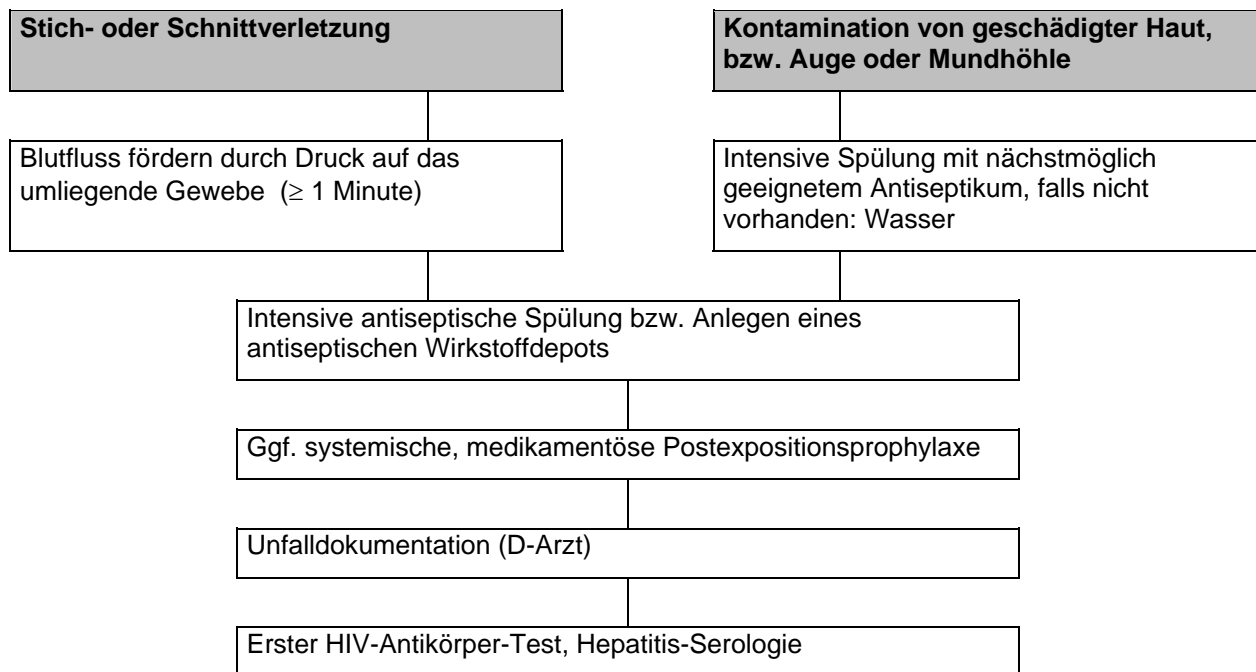 Stich- oder Schnittverletzung
Kontamination von geschädigter Haut,
bzw. Auge oder Mundhöhle
Blutfluss fördern durch Druck auf das
umliegende Gewebe (≥ 1 Minute)
Intensive Spülung mit nächstmöglich
geeignetem Antiseptikum, falls nicht
vorhanden: Wasser
Intensive antiseptische Spülung bzw. Anlegen eines
antiseptischen Wirkstoffdepots
Ggf. systemische, medikamentöse Postexpositionsprophylaxe
Unfalldokumentation (D-Arzt)
Erster HIV-Antikörper-Test, Hepatitis-Serologie